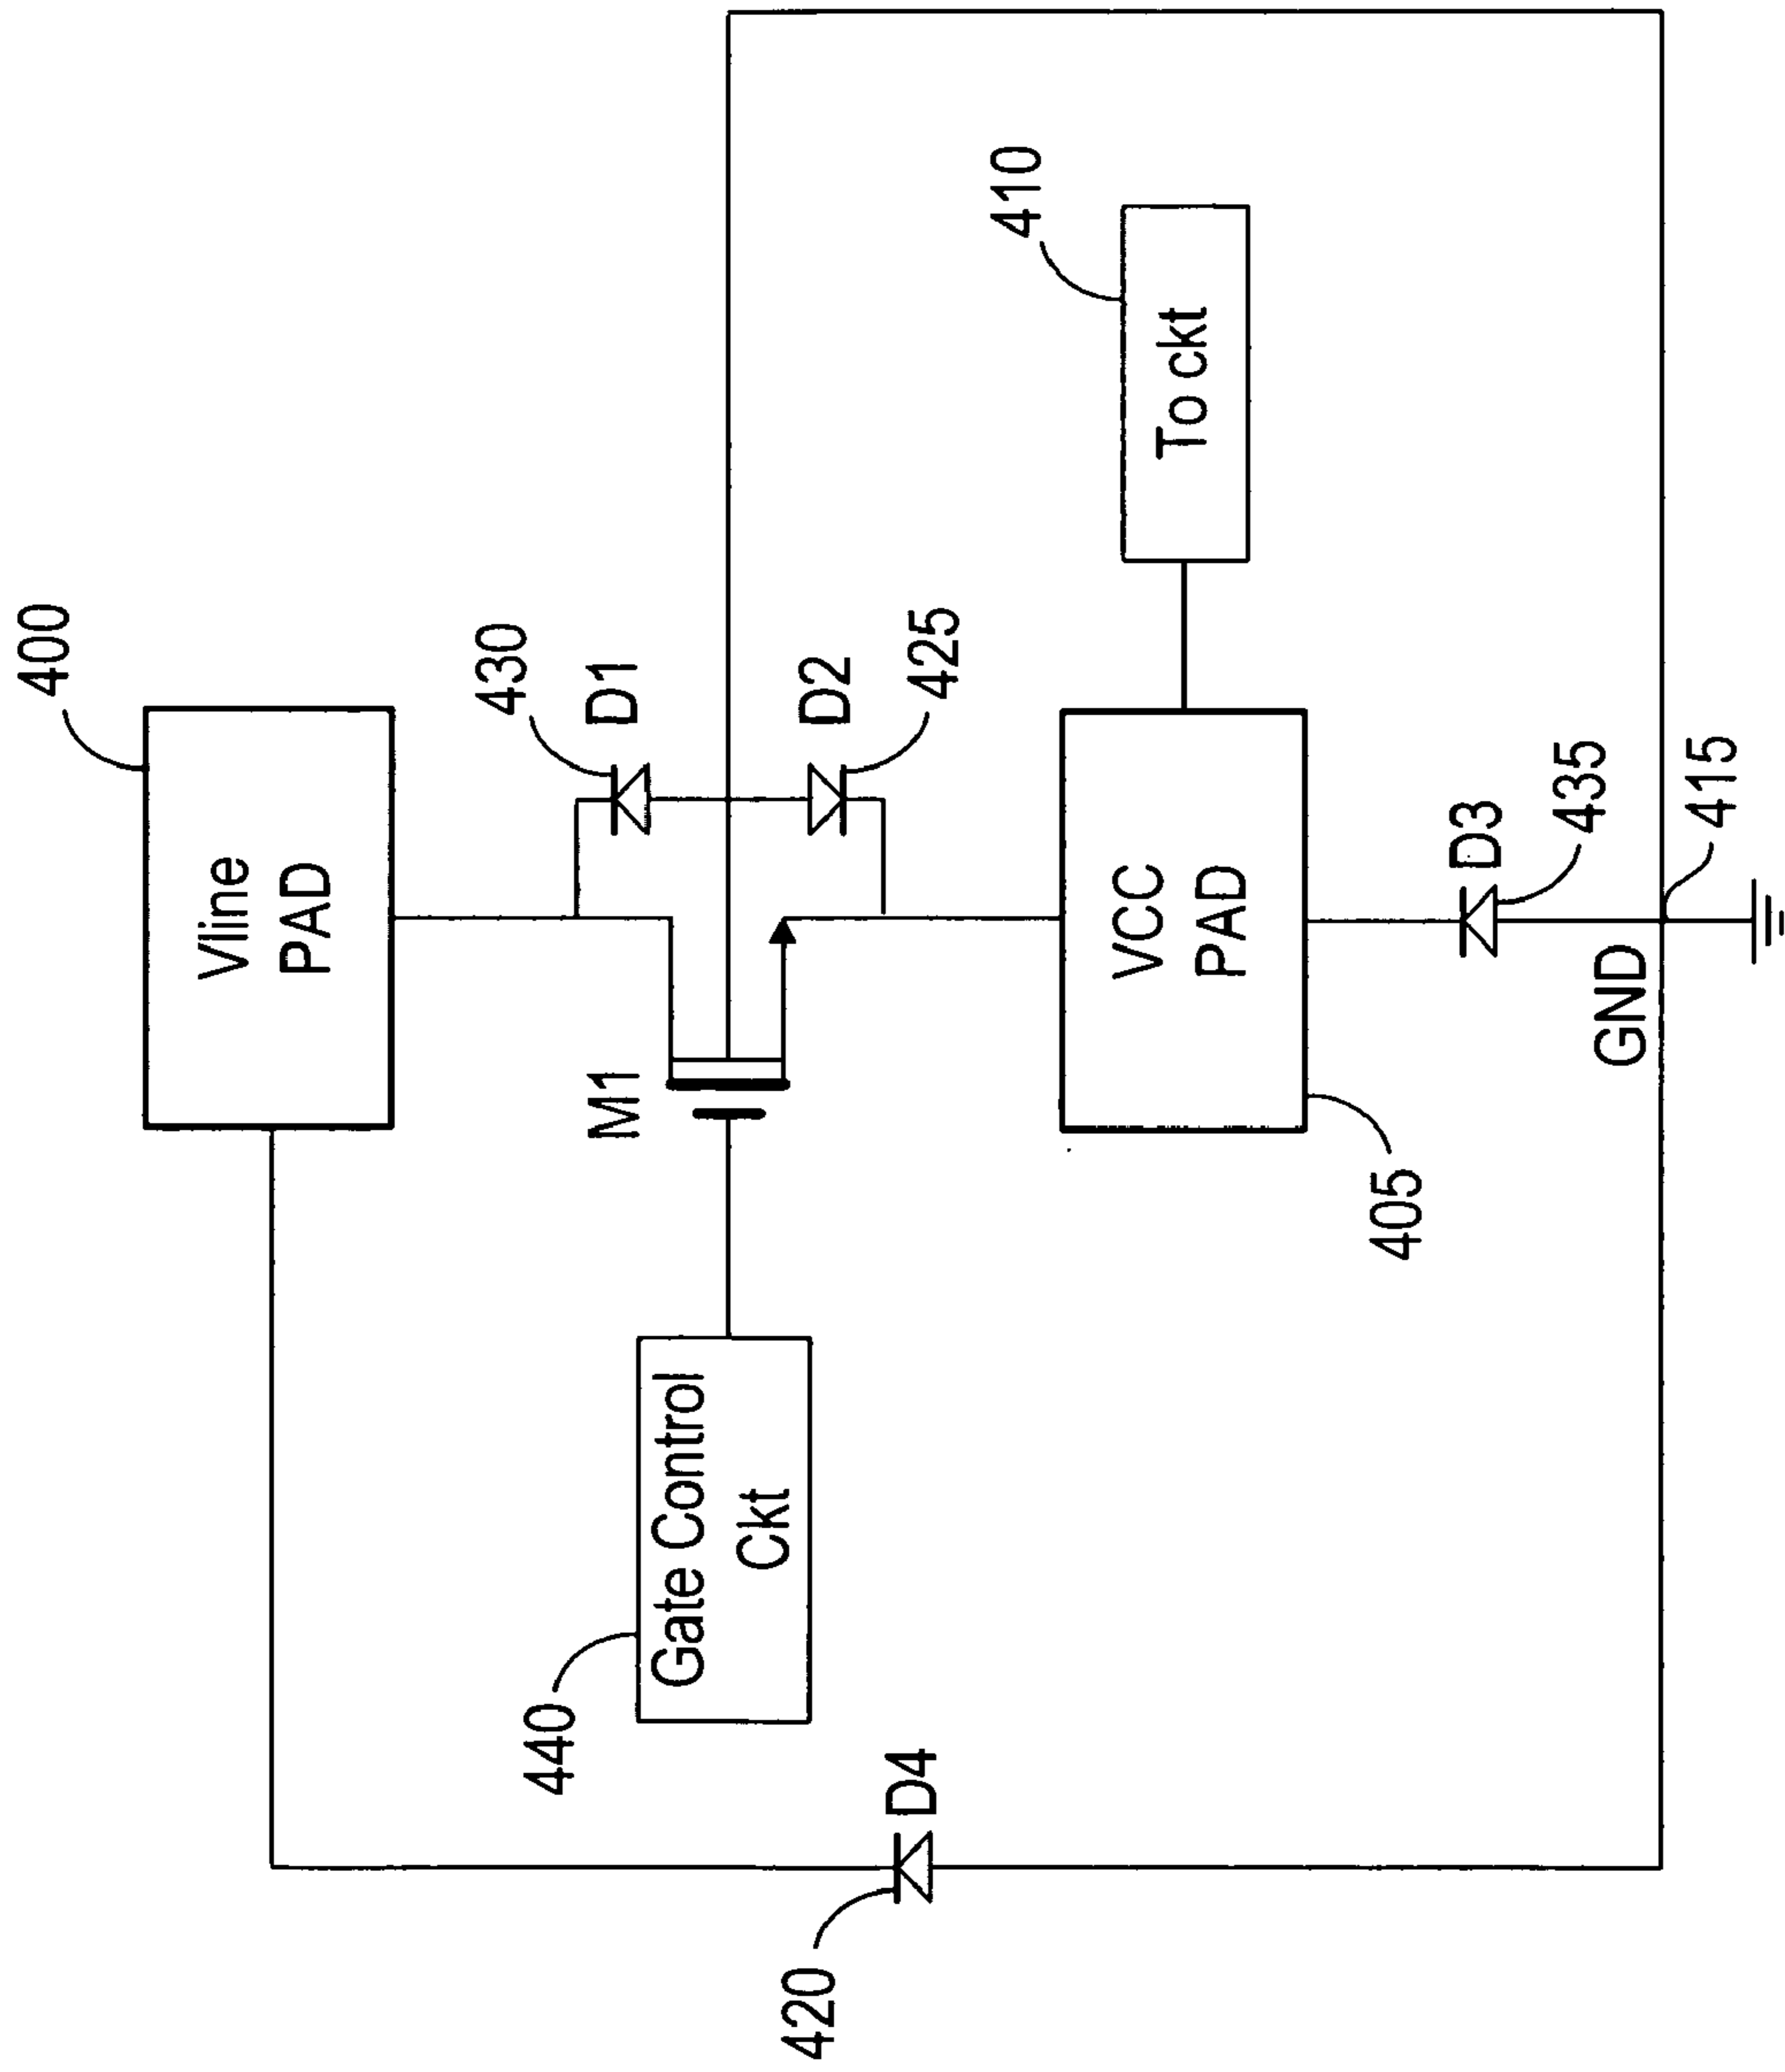 400
Vline
PAD
430
D1
D2
425
M1
410
To ckt
440
Gate Control
Ckt
VCC
PAD
405
420
D4
D3
435
GND
415